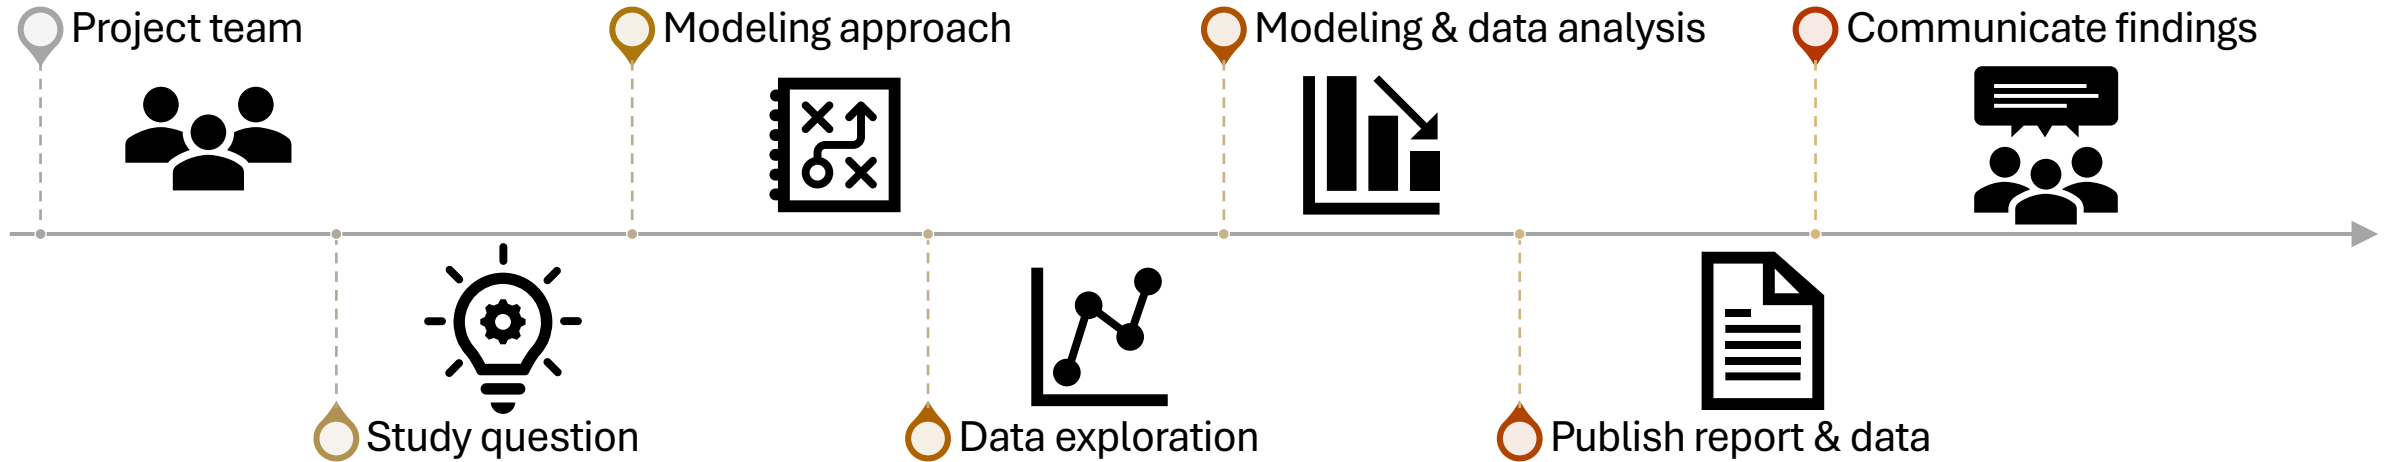 Project team
Study question
Modeling approach
Data exploration
Modeling & data analysis
Publish report & data
Communicate findings